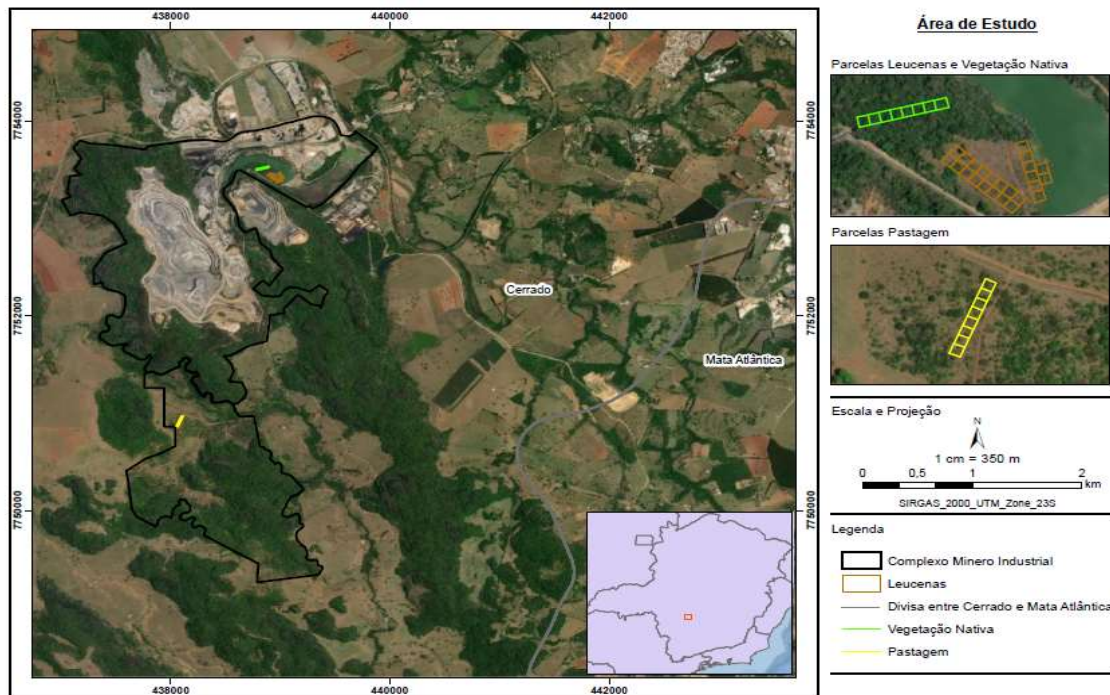 438000 440000 442000
7754000
7754000
7752000
7752000
7750000
7750000
Cerrado
Mata Atlântica
438000 440000 442000
Área de Estudo
Parcelas Leucenas e Vegetação Nativa
Parcelas Pastagem
Escala e Projeção
N
1 cm = 350 m
0 0,5 1 2
km
SIRGAS_2000_UTM_Zone_23S
Legenda
Complexo Minero Industrial
Leucenas
Divisa entre Cerrado e Mata Atlântica
Vegetação Nativa
Pastagem